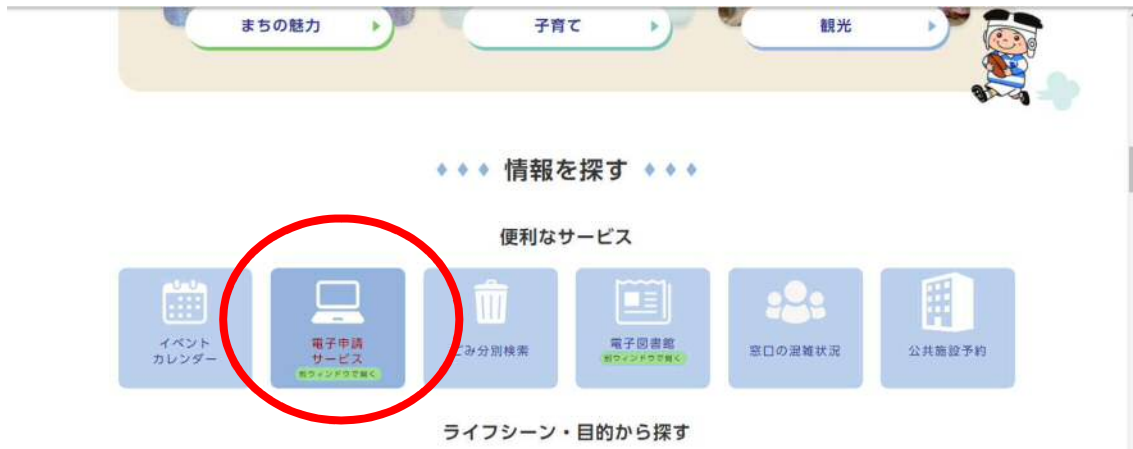 まちの魅力
子育て
観光
情報を探す
便利なサービス
イベント
カレンダー
電子申請
サービス
別ウィンドウで開く
ごみ分別検索
電子図書館
別ウィンドウで開く
窓口の混雑状況
公共施設予約
ライフシーン・目的から探す